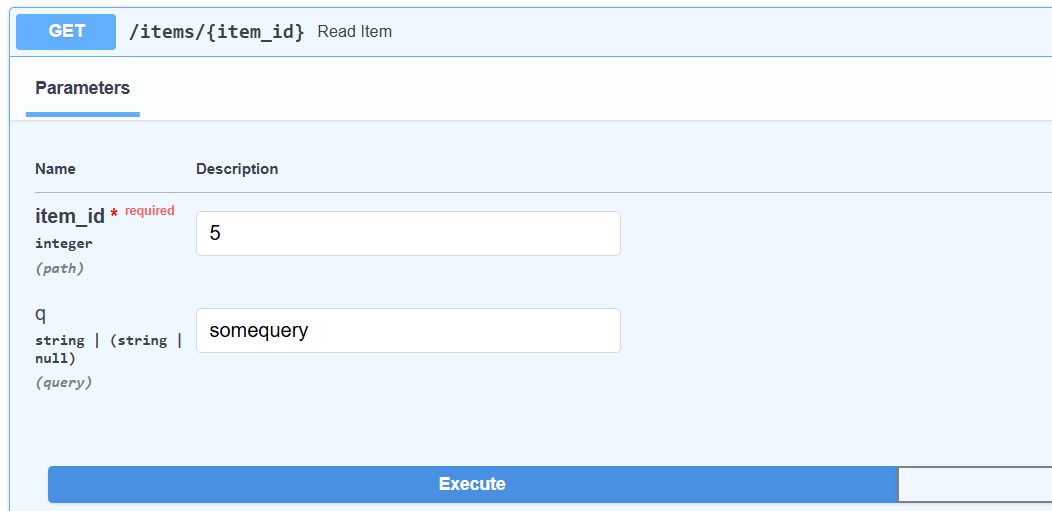 GET /items/{item_id} Read Item
Parameters
Name Description
item_id * required
5
integer
(path)
q
somequery
string | (string |
null)
(query)
Execute